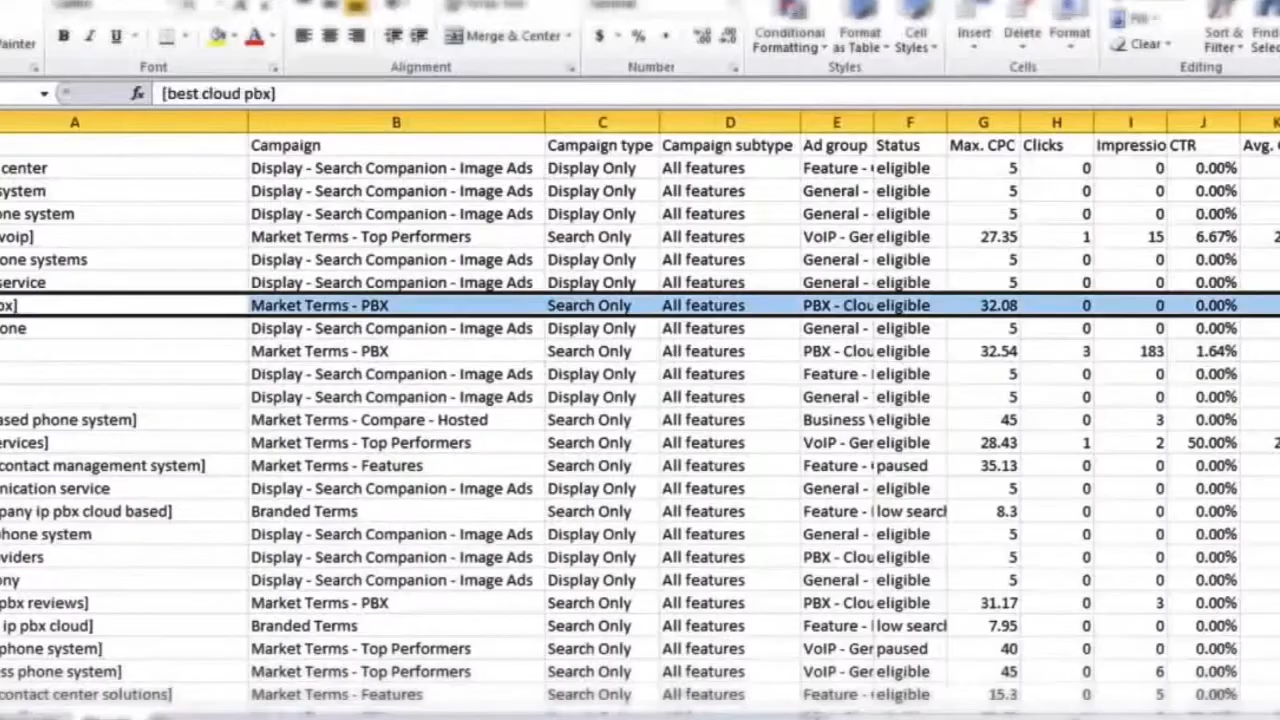 Painter B I U Merge & Center $ % Conditional Formatting Format as Table Cell Styles Insert Delete Format Fill Clear Sort & Filter
Font Alignment Number Styles Cells Editing
fx [best cloud pbx]
A B C D E F G H I J K
Campaign Campaign type Campaign subtype Ad group Status Max. CPC Clicks Impressio CTR Avg.
center Display - Search Companion - Image Ads Display Only All features Feature - eligible 5 0 0 0.00%
system Display - Search Companion - Image Ads Display Only All features General - eligible 5 0 0 0.00%
one system Display - Search Companion - Image Ads Display Only All features General - eligible 5 0 0 0.00%
voip] Market Terms - Top Performers Search Only All features VoIP - Ger eligible 27.35 1 15 6.67% 2
one systems Display - Search Companion - Image Ads Display Only All features General - eligible 5 0 0 0.00%
service Display - Search Companion - Image Ads Display Only All features General - eligible 5 0 0 0.00%
bx] Market Terms - PBX Search Only All features PBX - Clou eligible 32.08 0 0 0.00%
one Display - Search Companion - Image Ads Display Only All features General - eligible 5 0 0 0.00%
Market Terms - PBX Search Only All features PBX - Clou eligible 32.54 3 183 1.64%
Display - Search Companion - Image Ads Display Only All features Feature - eligible 5 0 0 0.00%
Display - Search Companion - Image Ads Display Only All features General - eligible 5 0 0 0.00%
ased phone system] Market Terms - Compare - Hosted Search Only All features Business eligible 45 0 3 0.00%
ervices] Market Terms - Top Performers Search Only All features VoIP - Ger eligible 28.43 1 2 50.00% 2
contact management system] Market Terms - Features Search Only All features Feature - paused 35.13 0 0 0.00%
nication service Display - Search Companion - Image Ads Display Only All features General - eligible 5 0 0 0.00%
pany ip pbx cloud based] Branded Terms Search Only All features Feature - low search 8.3 0 0 0.00%
phone system Display - Search Companion - Image Ads Display Only All features General - eligible 5 0 0 0.00%
viders Display - Search Companion - Image Ads Display Only All features PBX - Clou eligible 5 0 0 0.00%
ony Display - Search Companion - Image Ads Display Only All features General - eligible 5 0 0 0.00%
pbx reviews] Market Terms - PBX Search Only All features PBX - Clou eligible 31.17 0 3 0.00%
ip pbx cloud] Branded Terms Search Only All features Feature - low search 7.95 0 0 0.00%
phone system] Market Terms - Top Performers Search Only All features VoIP - Ger paused 40 0 0 0.00%
ss phone system] Market Terms - Top Performers Search Only All features VoIP - Ger eligible 45 0 6 0.00%
contact center solutions] Market Terms - Features Search Only All features Feature - eligible 15.3 0 5 0.00%